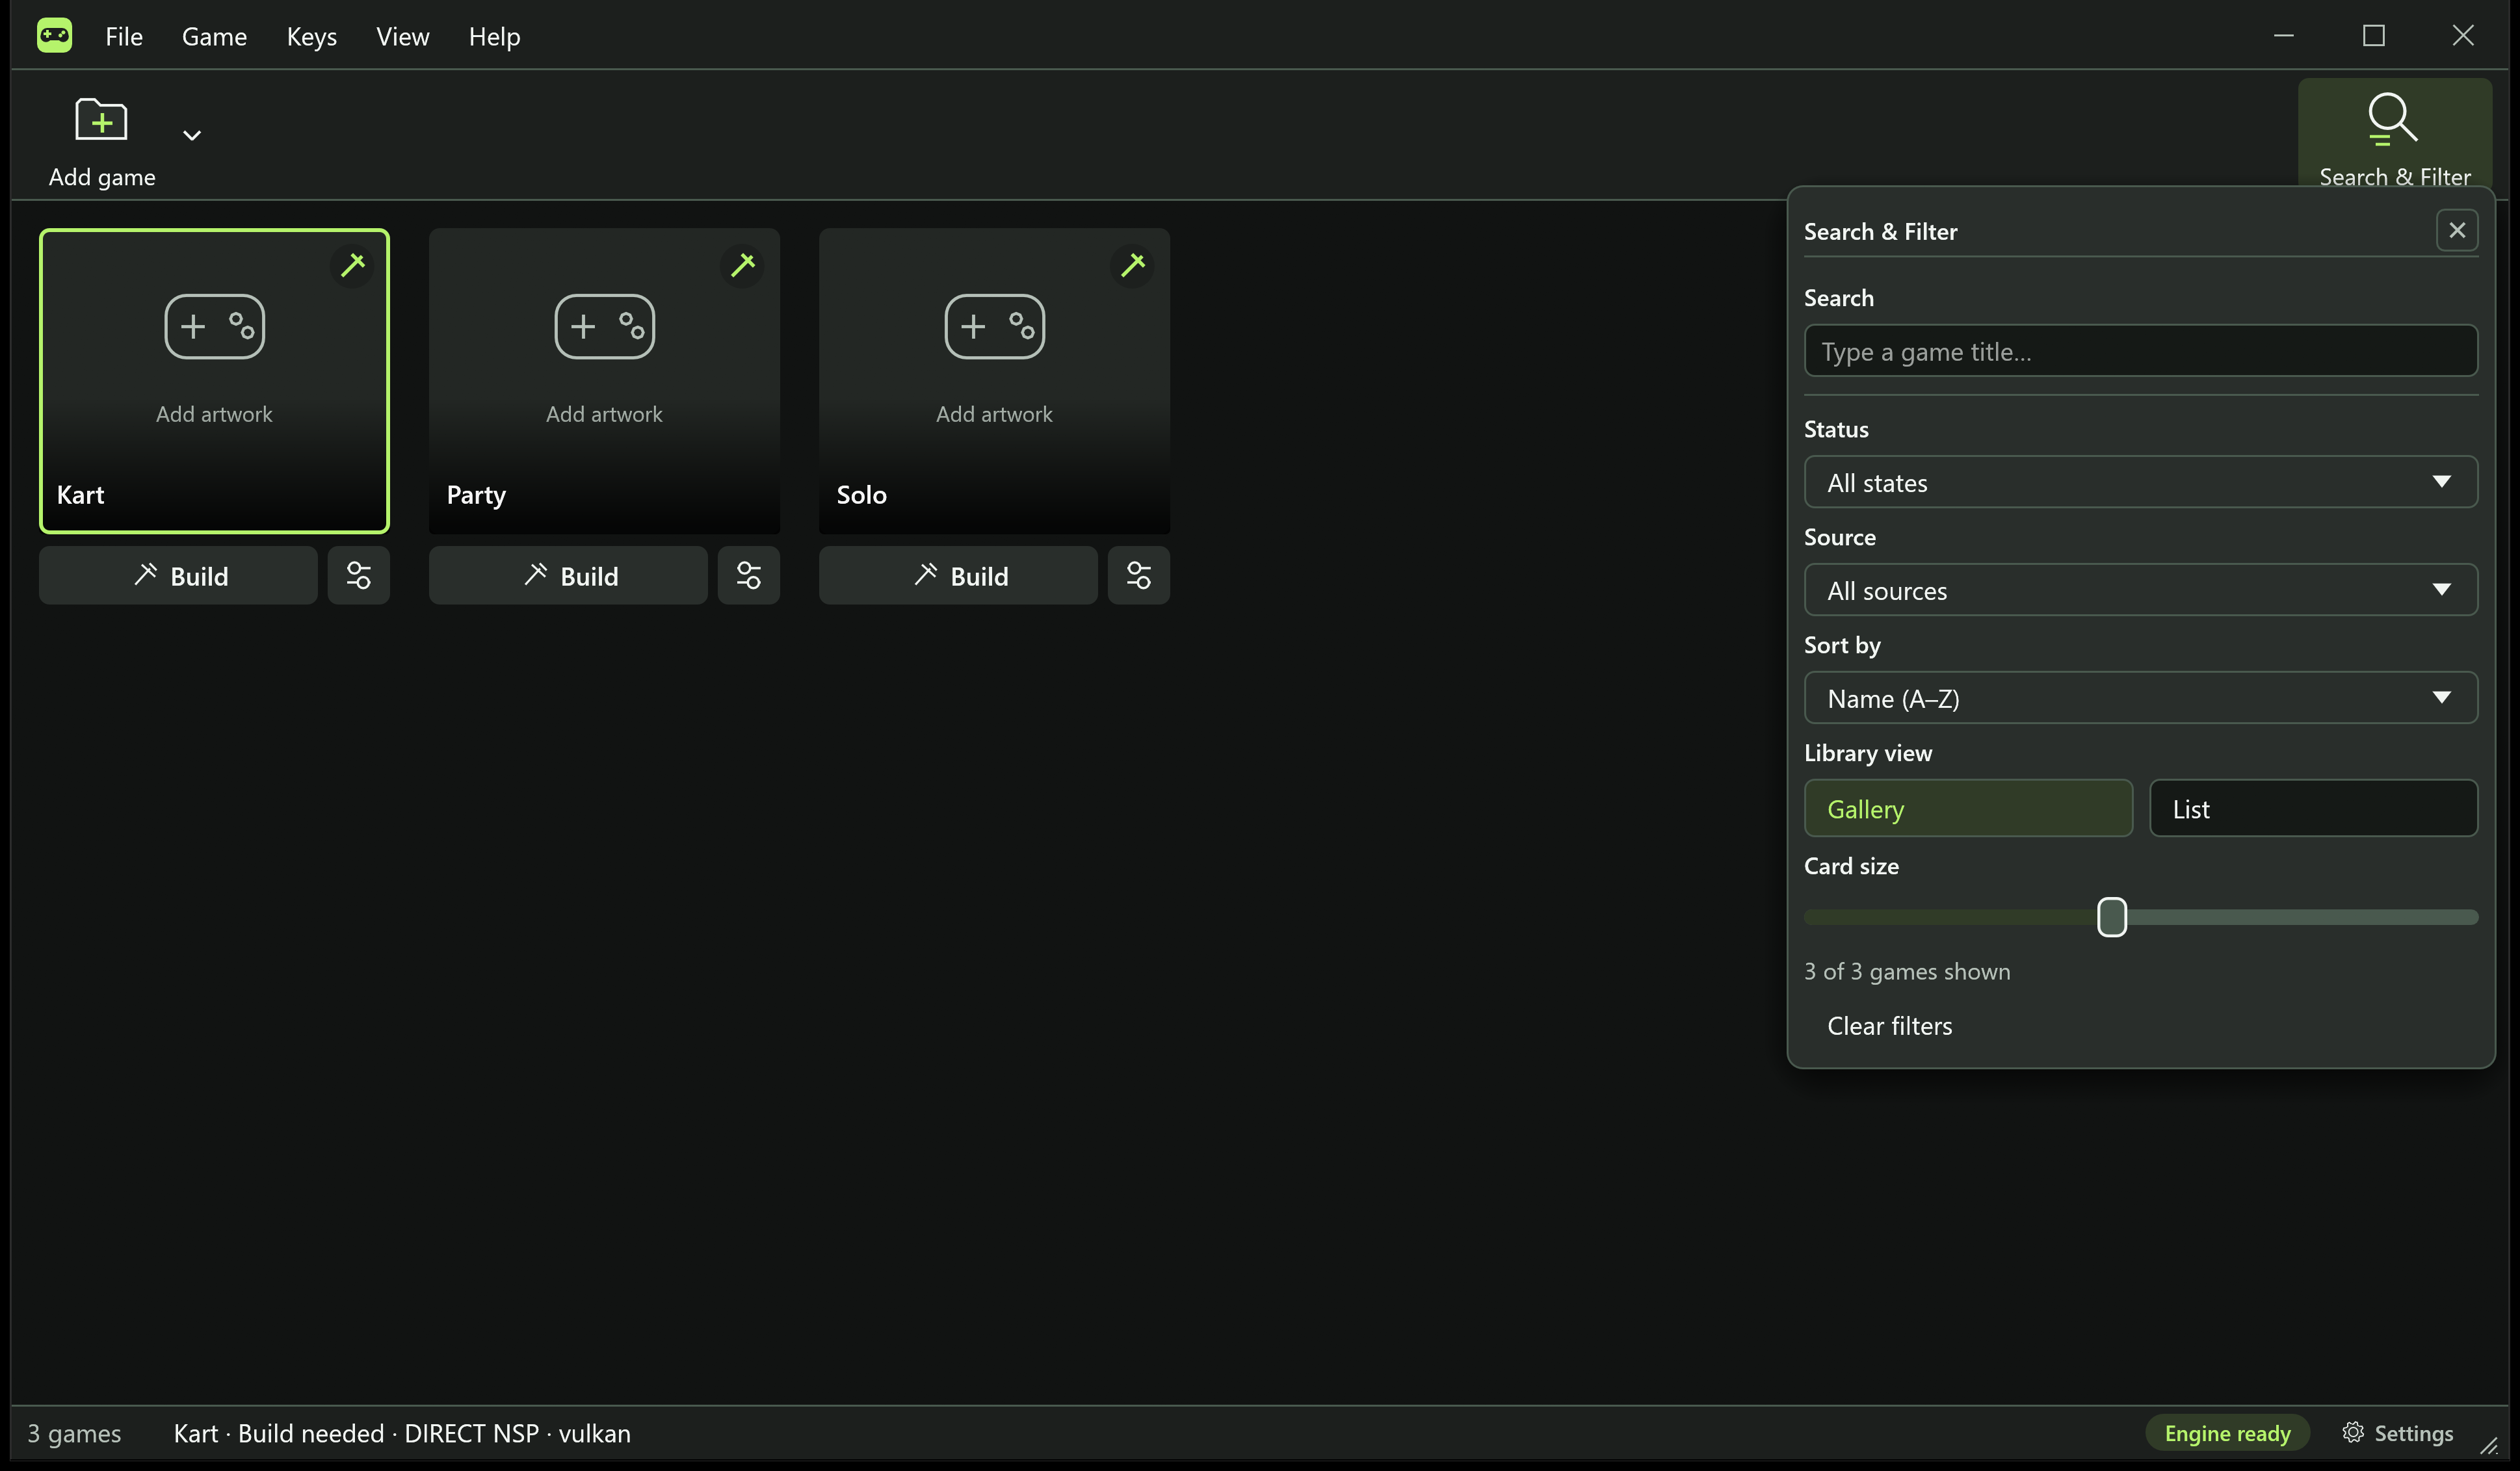 File Game Keys View Help
Add game
Search & Filter
Search & Filter
Search
Type a game title...
Status
All states
Source
All sources
Sort by
Name (A–Z)
Library view
Gallery List
Card size
3 of 3 games shown
Clear filters
Add artwork Add artwork Add artwork
Kart Party Solo
Build Build Build
3 games Kart · Build needed · DIRECT NSP · vulkan Engine ready Settings